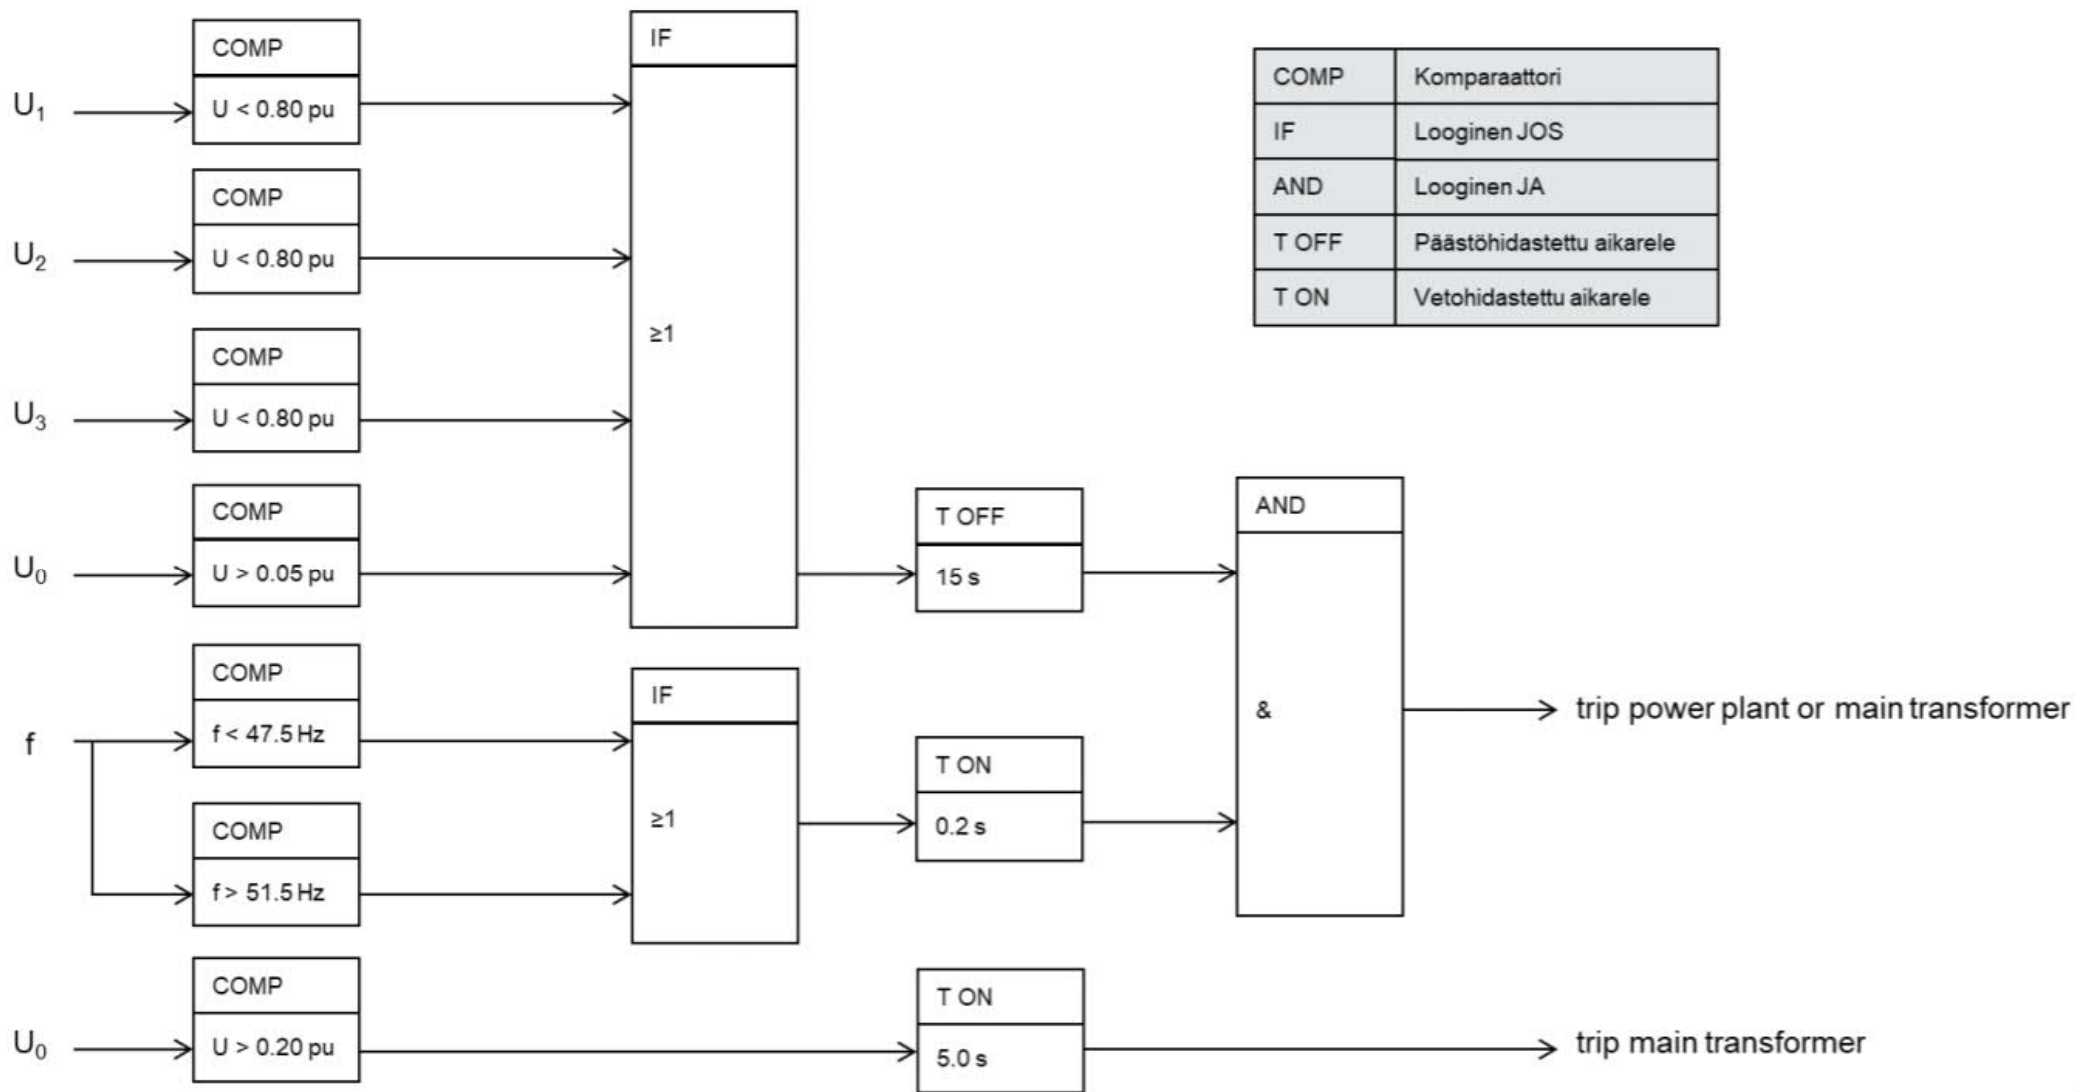 COMP
IF
U₁
U < 0.80 pu
COMP
U₂
U < 0.80 pu
≥1
COMP
U₃
U < 0.80 pu
COMP
U₀
U > 0.05 pu
COMP Komparaattori
IF Looginen JOS
AND Looginen JA
T OFF Päästöhidastettu aikarele
T ON Vetohidastettu aikarele
T OFF
15 s
AND
&
COMP
f
f < 47.5 Hz
COMP
f > 51.5 Hz
IF
≥1
T ON
0.2 s
trip power plant or main transformer
COMP
U₀
U > 0.20 pu
T ON
5.0 s
trip main transformer